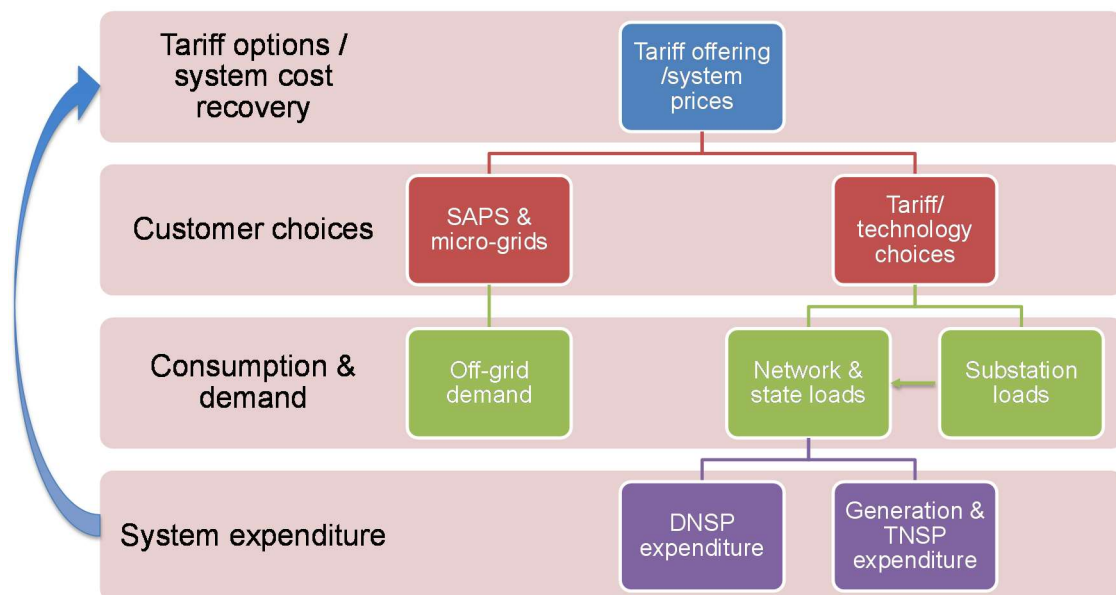 Tariff options /
system cost
recovery
Tariff offering
/system
prices
Customer choices
SAPS &
micro-grids
Tariff/
technology
choices
Consumption &
demand
Off-grid
demand
Network &
state loads
Substation
loads
System expenditure
DNSP
expenditure
Generation &
TNSP
expenditure